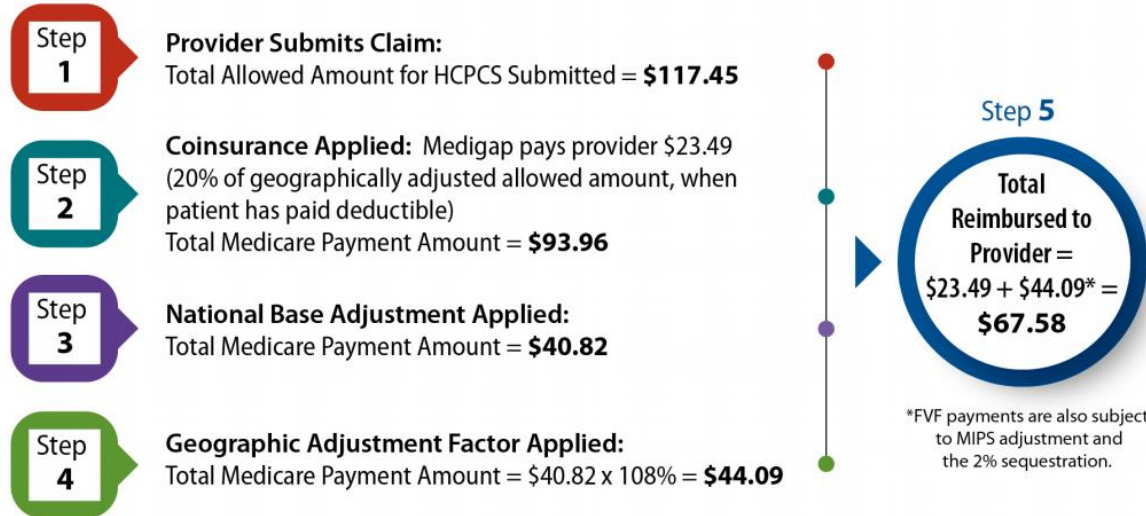 Step
1
Provider Submits Claim:
Total Allowed Amount for HCPCS Submitted = $117.45
Step
2
Coinsurance Applied: Medigap pays provider $23.49
(20% of geographically adjusted allowed amount, when
patient has paid deductible)
Total Medicare Payment Amount = $93.96
Step
3
National Base Adjustment Applied:
Total Medicare Payment Amount = $40.82
Step
4
Geographic Adjustment Factor Applied:
Total Medicare Payment Amount = $40.82 x 108% = $44.09
Step 5
Total
Reimbursed to
Provider =
$23.49 + $44.09* =
$67.58
*FVF payments are also subject
to MIPS adjustment and
the 2% sequestration.